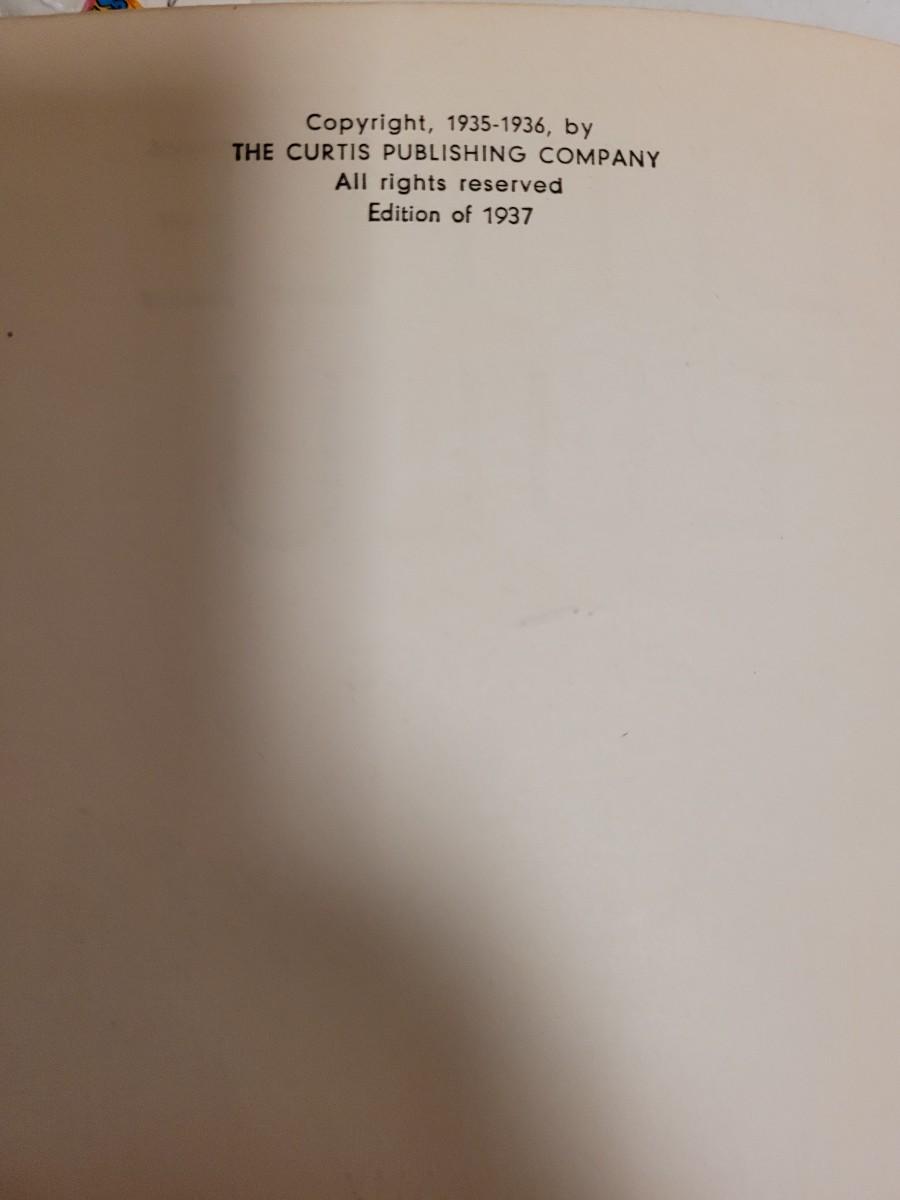 Copyright, 1935-1936, by
THE CURTIS PUBLISHING COMPANY
All rights reserved
Edition of 1937